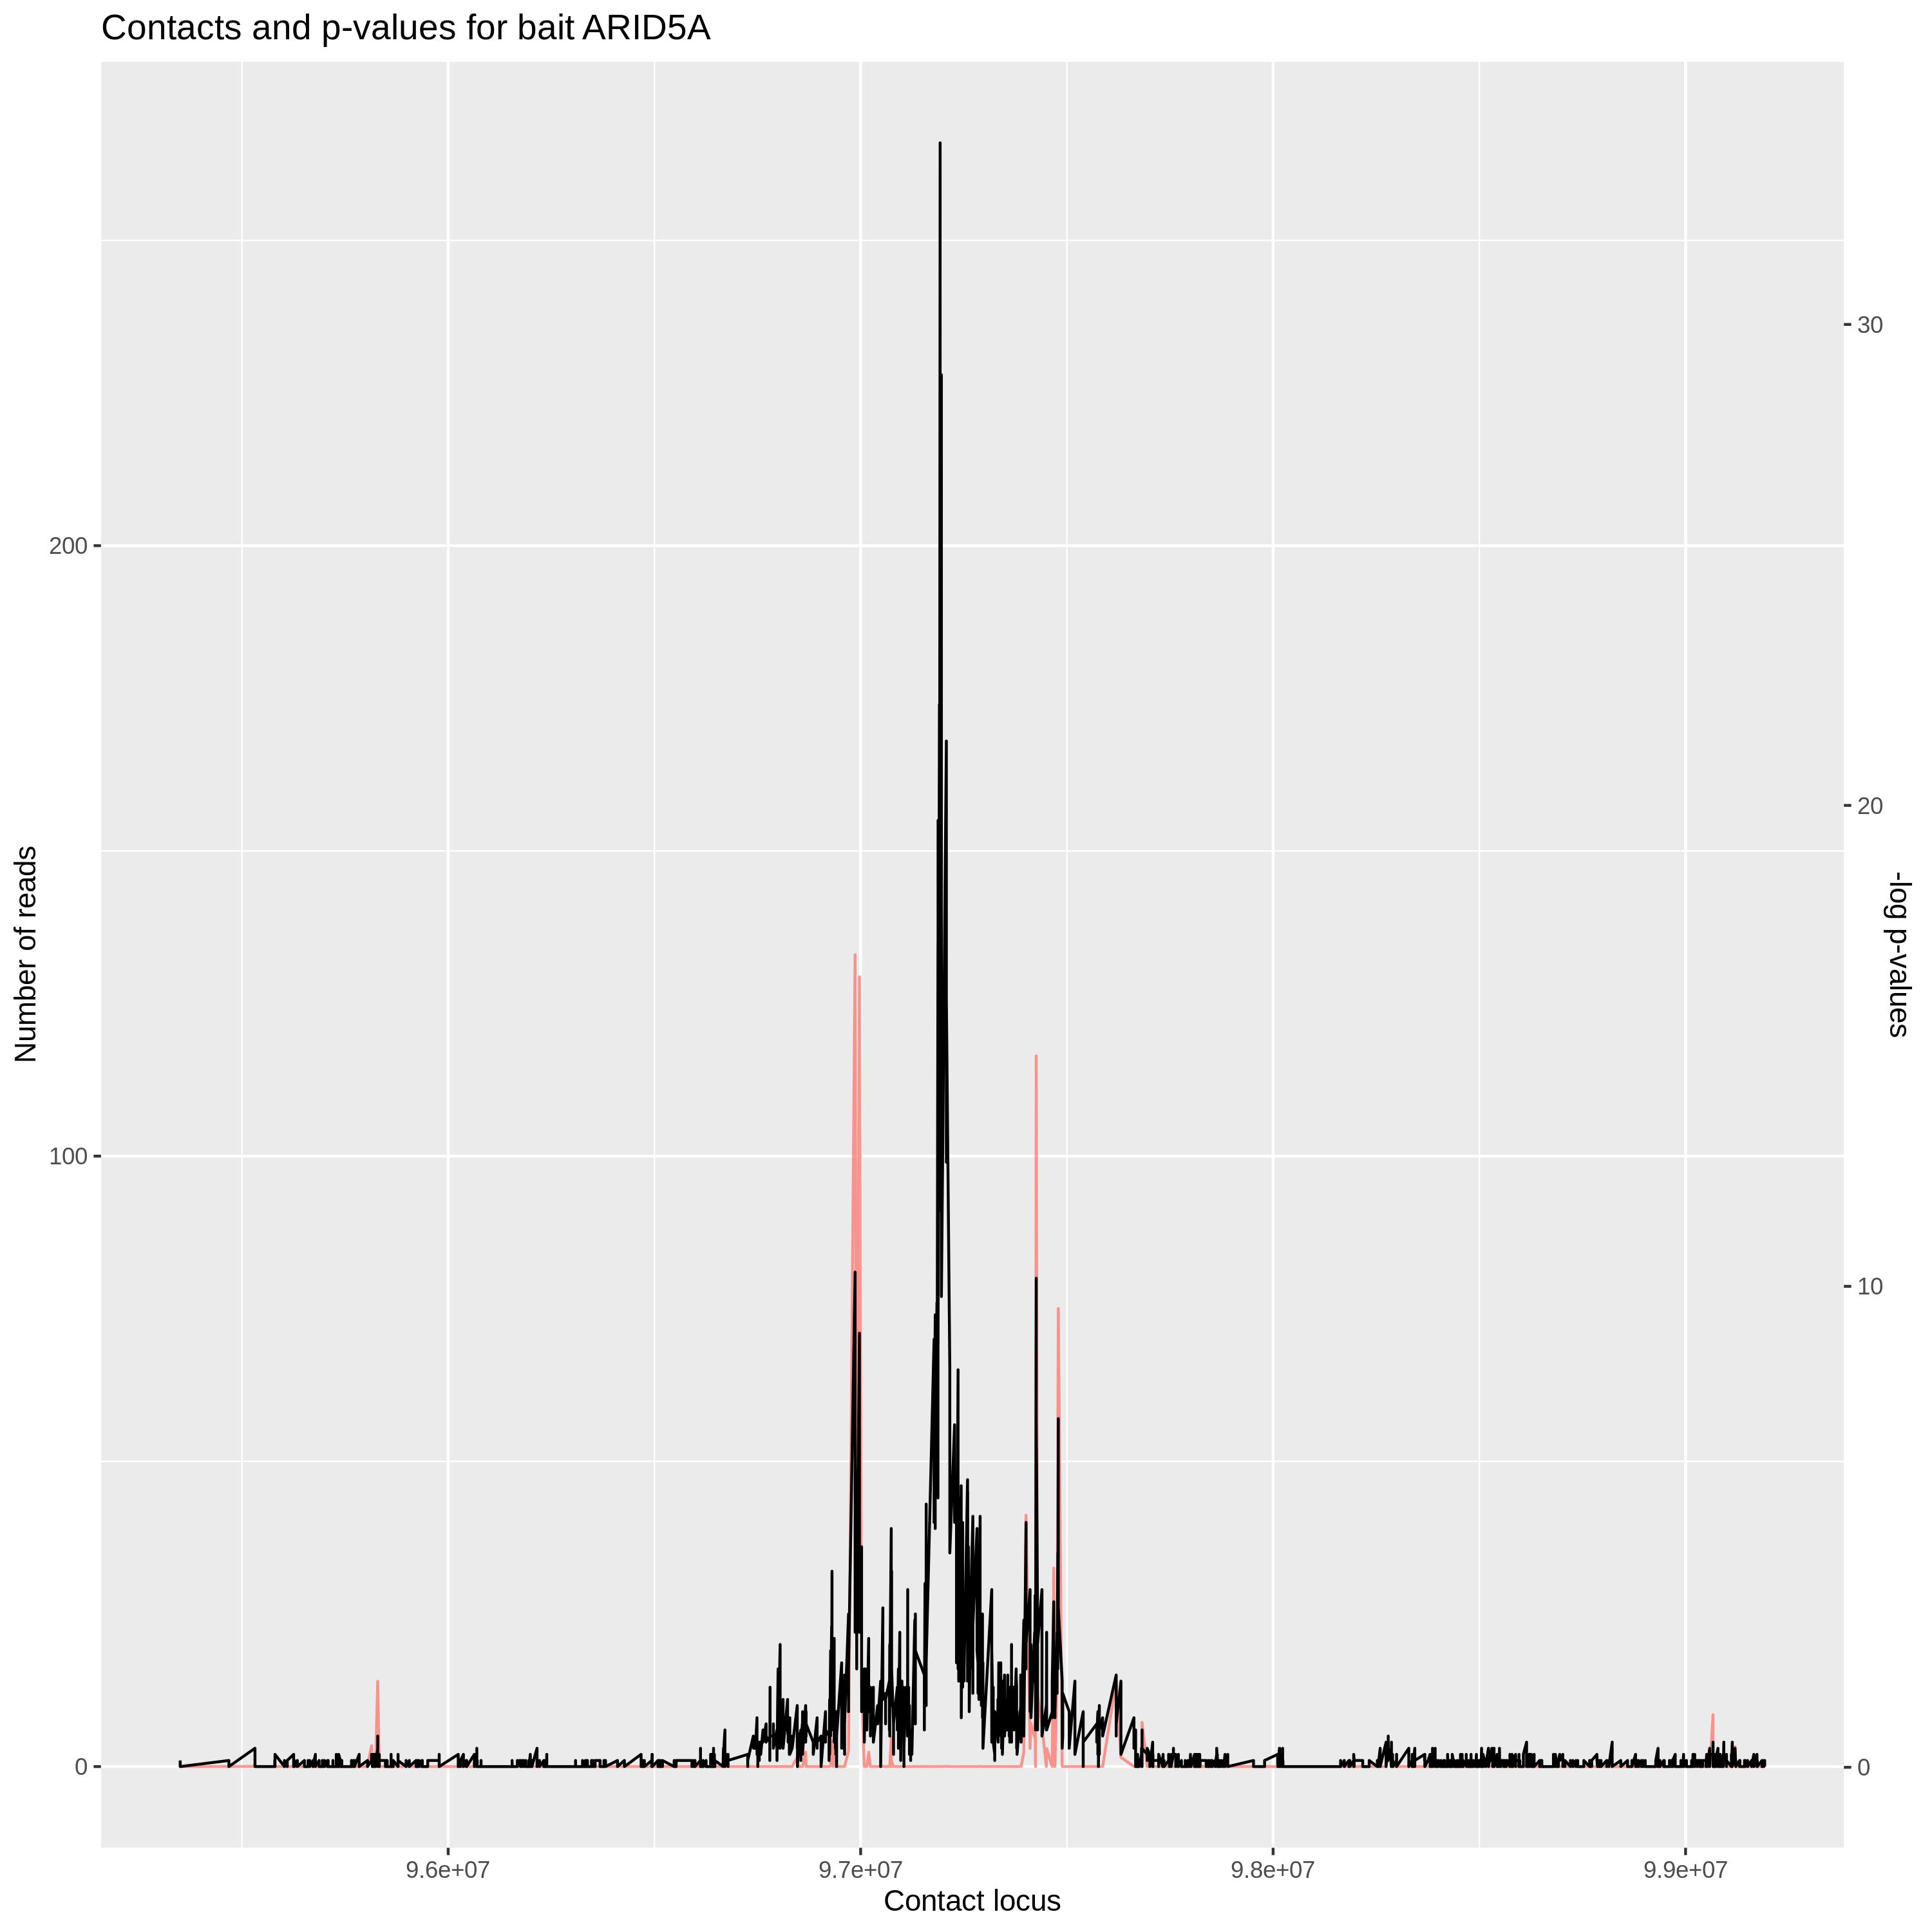 Contacts and p-values for bait ARID5A
Number of reads
200
100
0
30
20
10
0
-log p-values
9.6e+07
9.7e+07
9.8e+07
9.9e+07
Contact locus